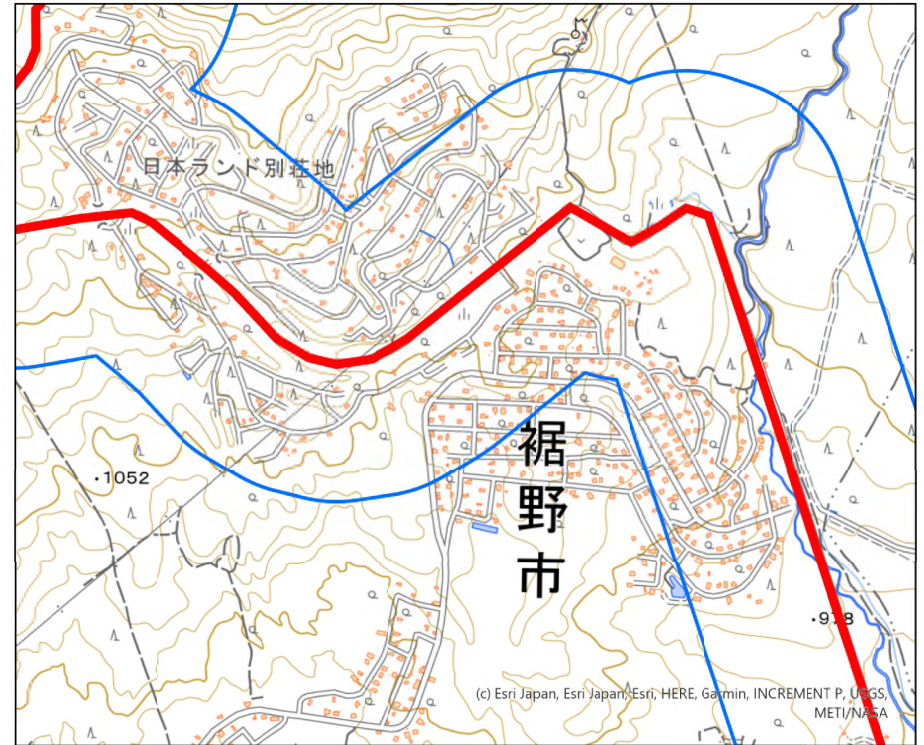 日本ランド別荘地
・1052
裾野市
・978
(c) Esri Japan, Esri Japan, Esri, HERE, Garmin, INCREMENT P, USGS,
METI/NASA